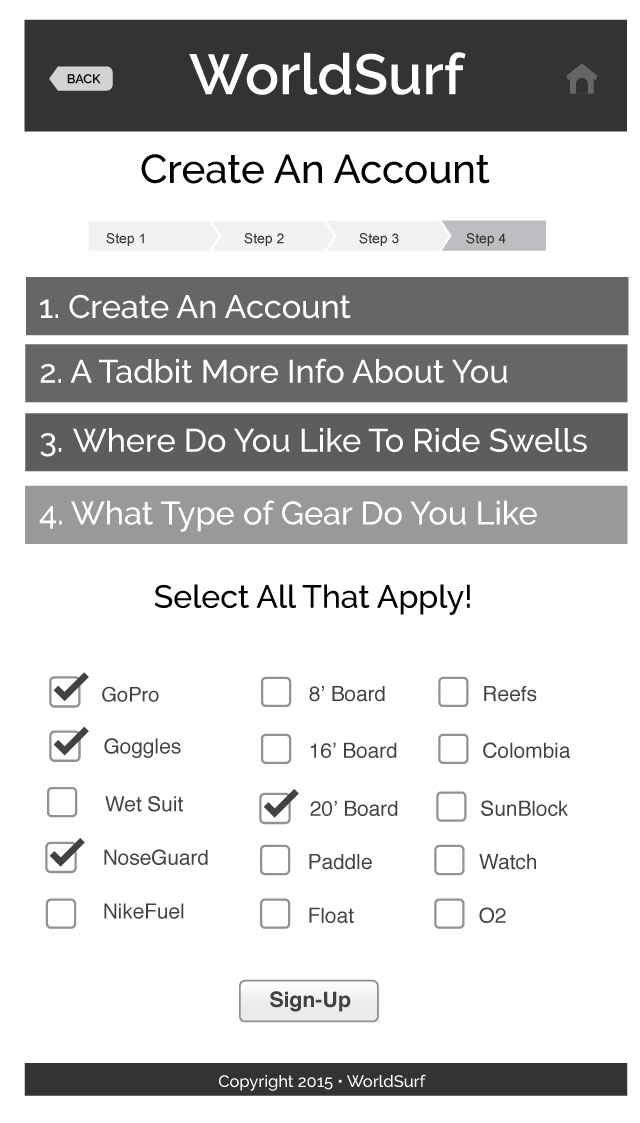 BACK
WorldSurf
Create An Account
Step 1 Step 2 Step 3 Step 4
1. Create An Account
2. A Tadbit More Info About You
3. Where Do You Like To Ride Swells
4. What Type of Gear Do You Like
Select All That Apply!
GoPro 8’ Board Reefs
Goggles 16’ Board Colombia
Wet Suit 20’ Board SunBlock
NoseGuard Paddle Watch
NikeFuel Float O2
Sign-Up
Copyright 2015 • WorldSurf